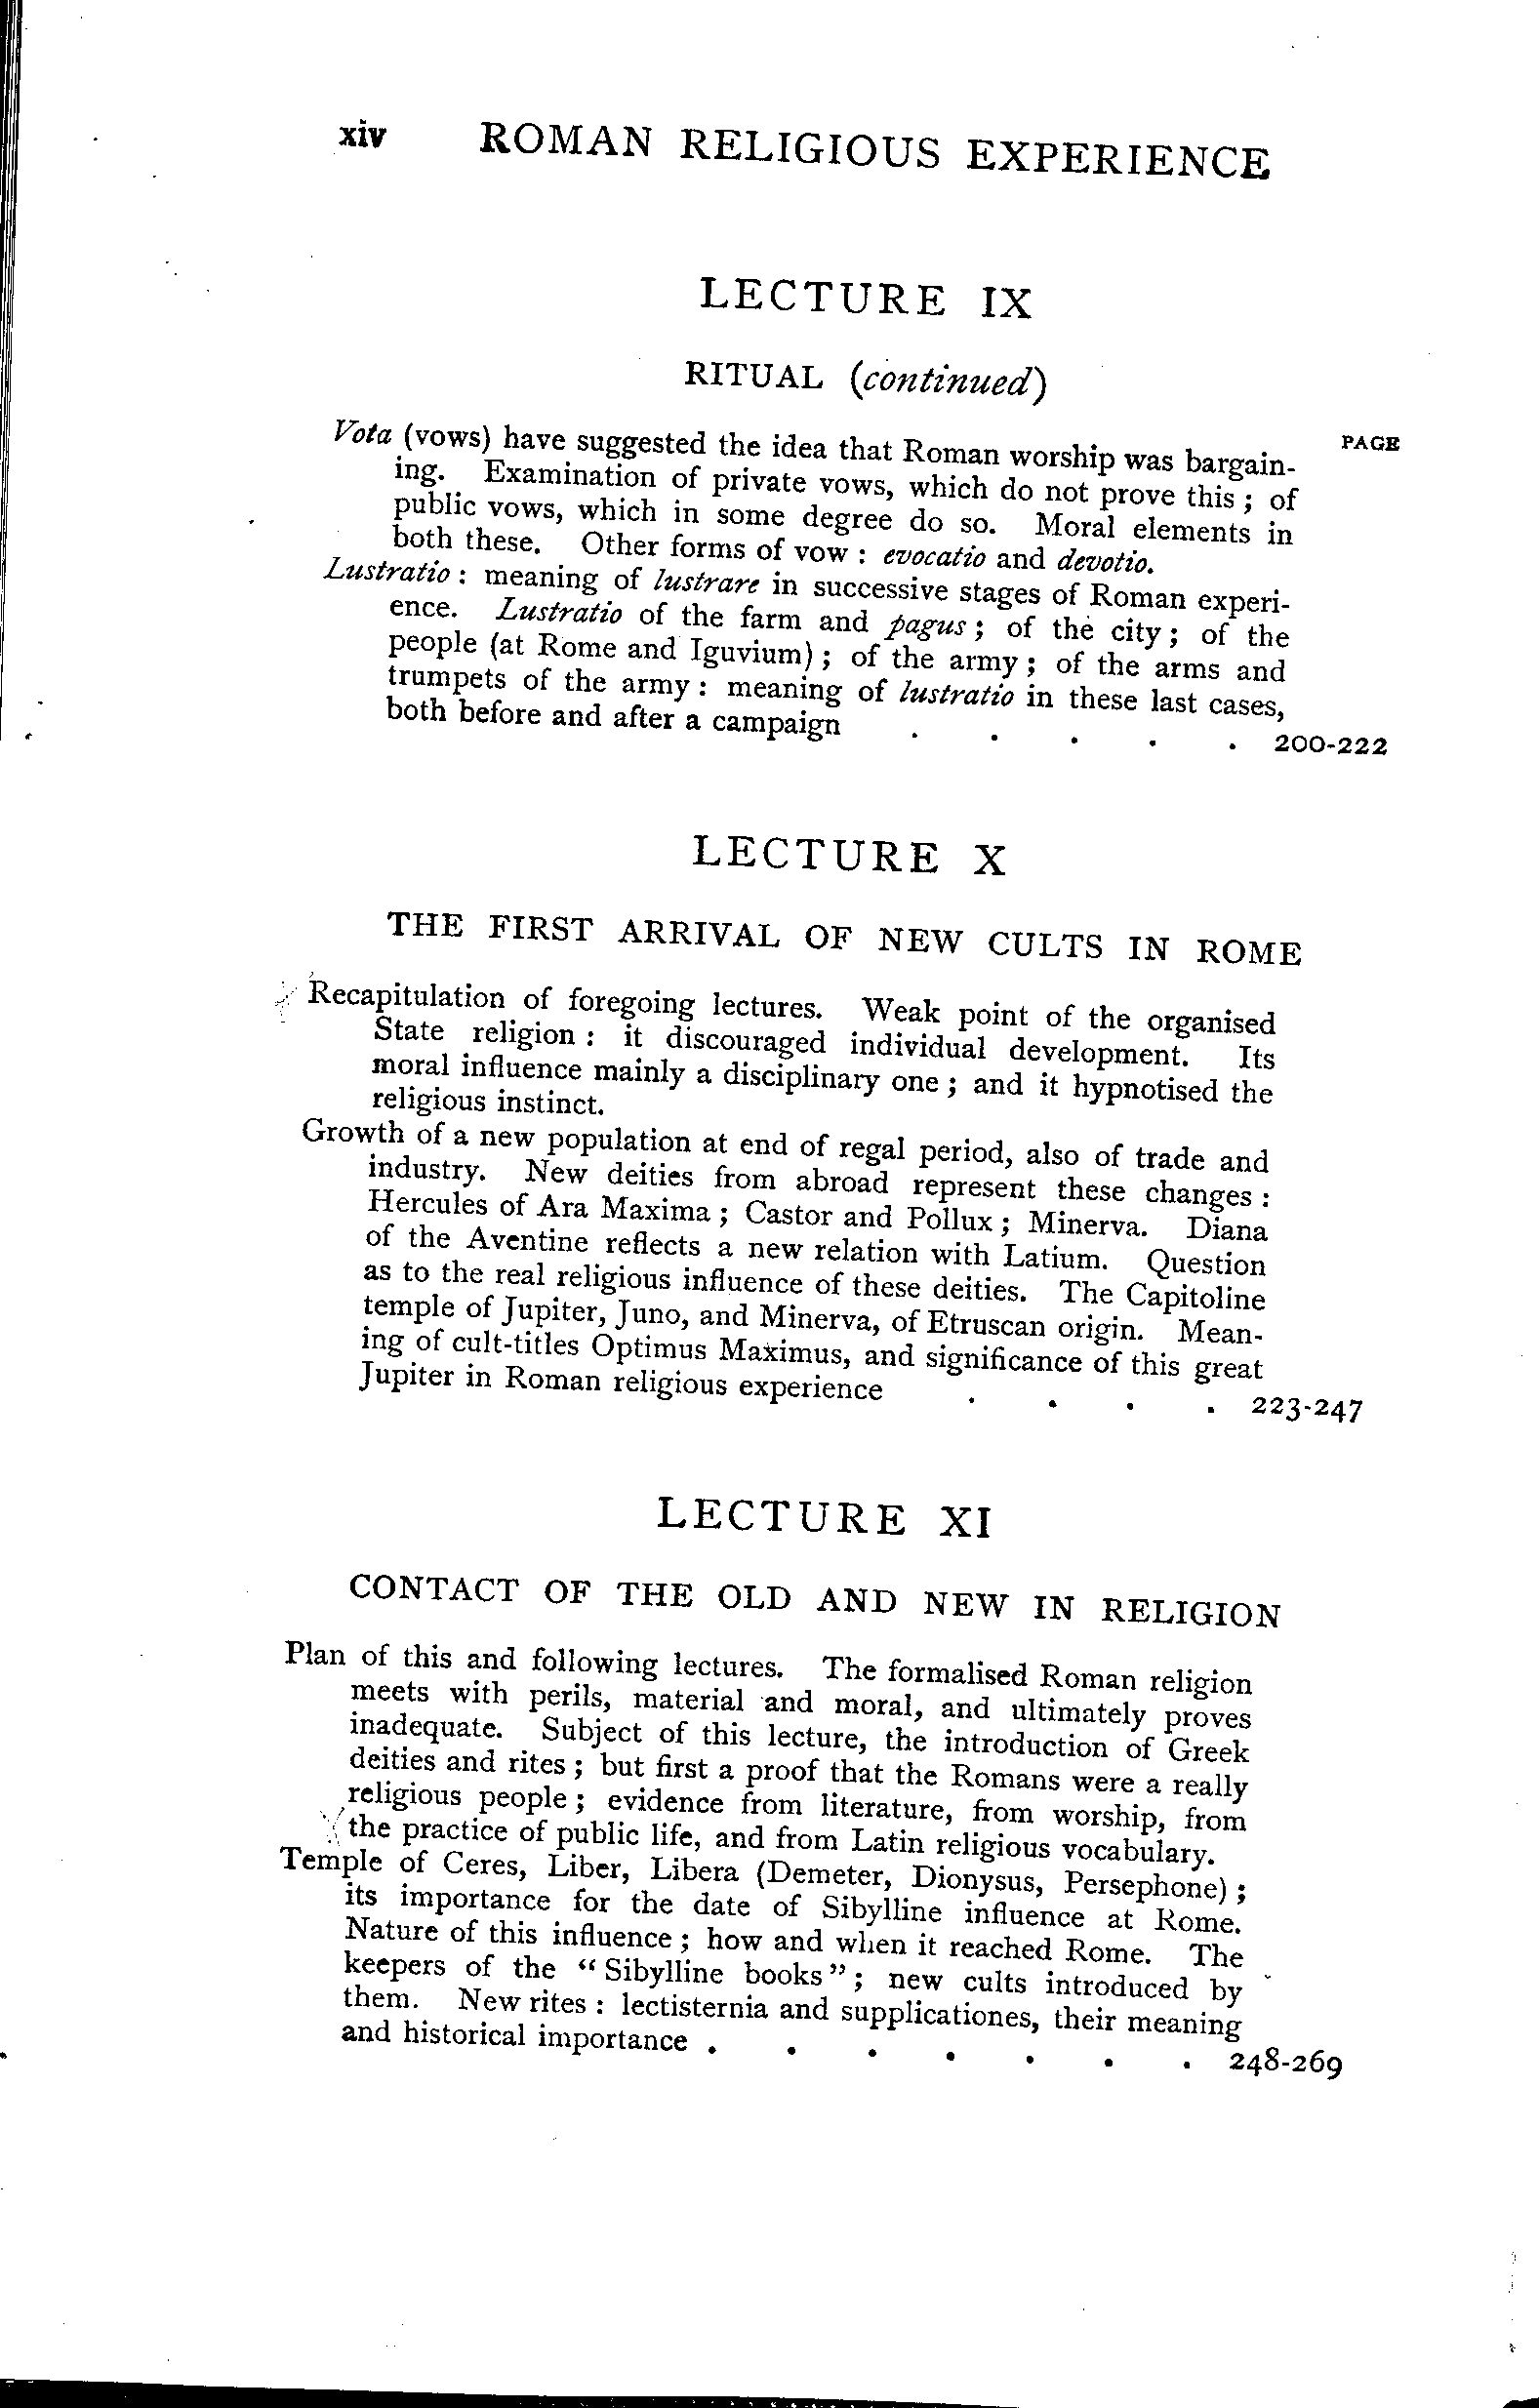 xiv ROMAN RELIGIOUS EXPERIENCE
LECTURE IX
RITUAL (continued)
PAGE
Vota (vows) have suggested the idea that Roman worship was bargain-
ing. Examination of private vows, which do not prove this ; of
public vows, which in some degree do so. Moral elements in
both these. Other forms of vow : evocatio and devotio.
Lustratio : meaning of lustrare in successive stages of Roman experi-
ence. Lustratio of the farm and pagus ; of the city ; of the
people (at Rome and Iguvium) ; of the army ; of the arms and
trumpets of the army : meaning of lustratio in these last cases,
both before and after a campaign . . . . . 200-222
LECTURE X
THE FIRST ARRIVAL OF NEW CULTS IN ROME
Recapitulation of foregoing lectures. Weak point of the organised
State religion : it discouraged individual development. Its
moral influence mainly a disciplinary one ; and it hypnotised the
religious instinct.
Growth of a new population at end of regal period, also of trade and
industry. New deities from abroad represent these changes :
Hercules of Ara Maxima ; Castor and Pollux ; Minerva. Diana
of the Aventine reflects a new relation with Latium. Question
as to the real religious influence of these deities. The Capitoline
temple of Jupiter, Juno, and Minerva, of Etruscan origin. Mean-
ing of cult-titles Optimus Maximus, and significance of this great
Jupiter in Roman religious experience . . . . 223-247
LECTURE XI
CONTACT OF THE OLD AND NEW IN RELIGION
Plan of this and following lectures. The formalised Roman religion
meets with perils, material and moral, and ultimately proves
inadequate. Subject of this lecture, the introduction of Greek
deities and rites ; but first a proof that the Romans were a really
religious people ; evidence from literature, from worship, from
the practice of public life, and from Latin religious vocabulary.
Temple of Ceres, Liber, Libera (Demeter, Dionysus, Persephone) ;
its importance for the date of Sibylline influence at Rome.
Nature of this influence ; how and when it reached Rome. The
keepers of the “Sibylline books” ; new cults introduced by
them. New rites : lectisternia and supplicationes, their meaning
and historical importance . . . . . . . 248-269